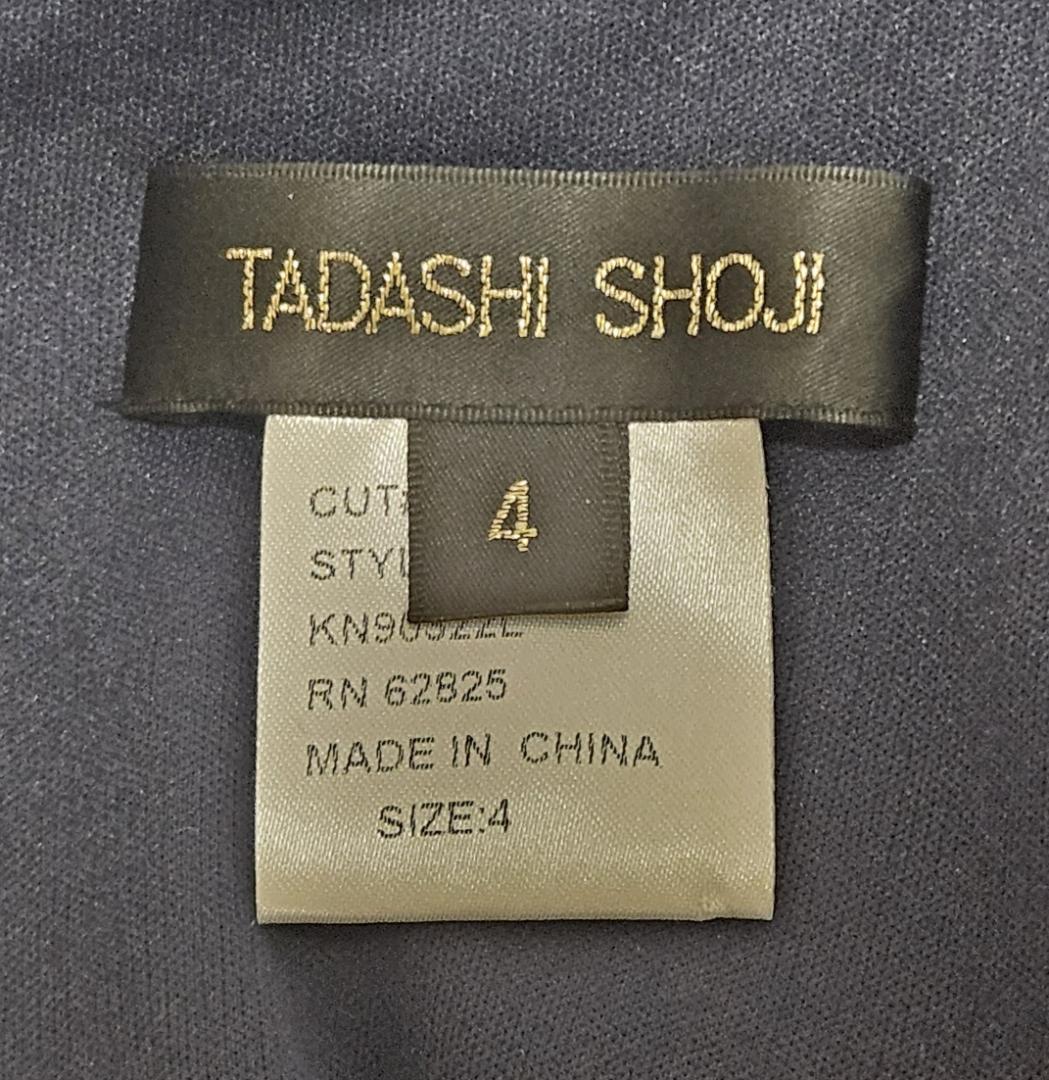 TADASHI SHOJI
4
RN 62825
MADE IN CHINA
SIZE:4